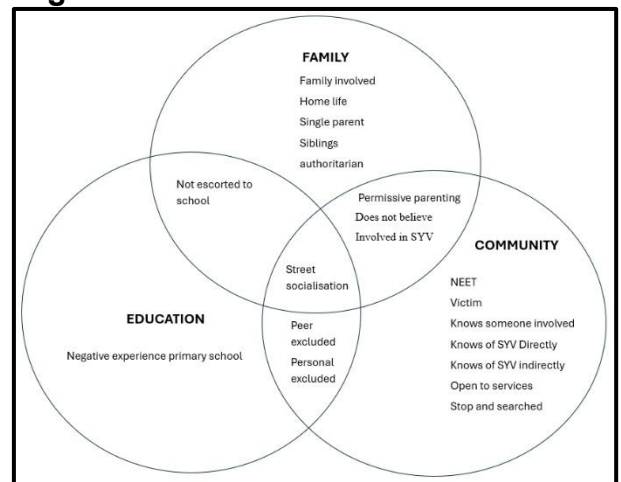 FAMILY
Family involved
Home life
Single parent
Siblings
authoritarian
Not escorted to
school
Permissive parenting
Does not believe
Involved in SYV
COMMUNITY
NEET
Victim
Knows someone involved
Knows of SYV Directly
Knows of SYV indirectly
Open to services
Stop and searched
Street
socialisation
EDUCATION
Negative experience primary school
Peer
excluded
Personal
excluded